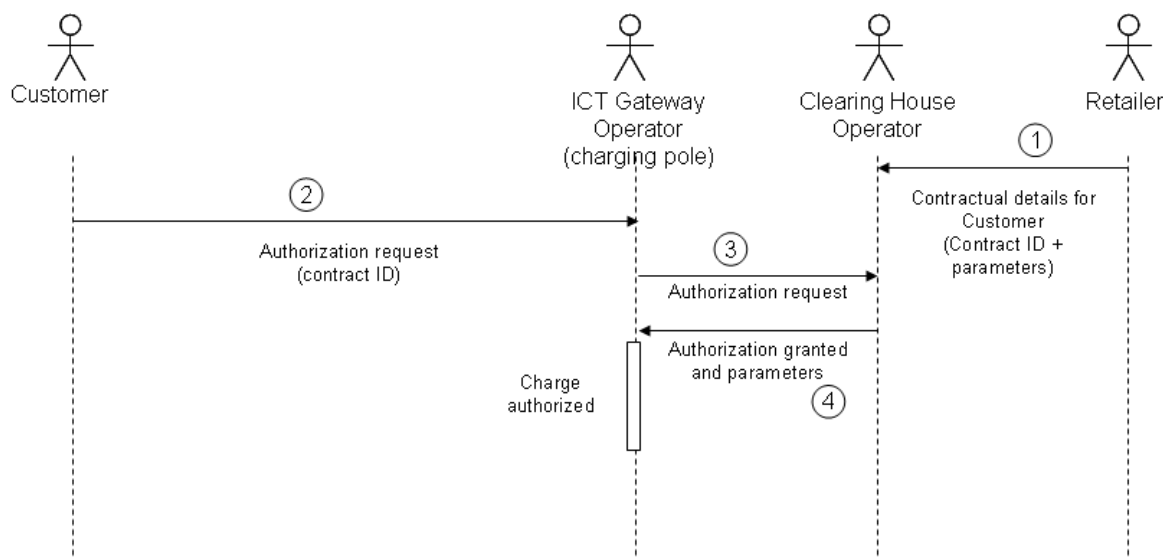 Customer
ICT Gateway
Operator
(charging pole)
Clearing House
Operator
Retailer
1
Contractual details for
Customer
(Contract ID +
parameters)
2
Authorization request
(contract ID)
3
Authorization request
Authorization granted
and parameters
4
Charge
authorized